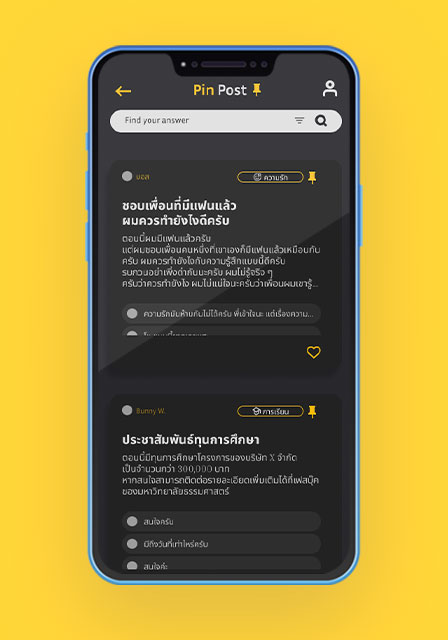 Pin Post
Find your answer
บอส
ความรัก
ชอบเพื่อนที่มีแฟนแล้ว
ผมควรทำยังไงดีครับ
ตอนนี้ผมมีแฟนแล้วครับ
แต่ผมชอบเพื่อนคนหนึ่งที่เขาเองก็มีแฟนแล้วเหมือนกัน
ครับ ผมควรทำยังไงกับความรู้สึกแบบนี้ดีครับ
รบกวนอย่าเพิ่งด่ากันนะครับ ผมไม่รู้จริง ๆ
ครับว่าควรทำยังไง ผมไม่แน่ใจนะครับว่าเพื่อนผมเขารู้...
ความรักมันห้ามกันไม่ได้ครับ พี่เข้าใจนะ แต่เรื่องความ...
Bunny W.
การเรียน
ประชาสัมพันธ์ทุนการศึกษา
ตอนนี้มีทุนการศึกษาโครงการของบริษัท X จำกัด
เป็นจำนวนกว่า 300,000 บาท
หากสนใจสามารถติดต่อรายละเอียดเพิ่มเติมได้ที่เฟสบุ๊ค
ของมหาวิทยาลัยธรรมศาสตร์
สนใจครับ
มีถึงวันที่เท่าไหร่ครับ
สนใจค่ะ